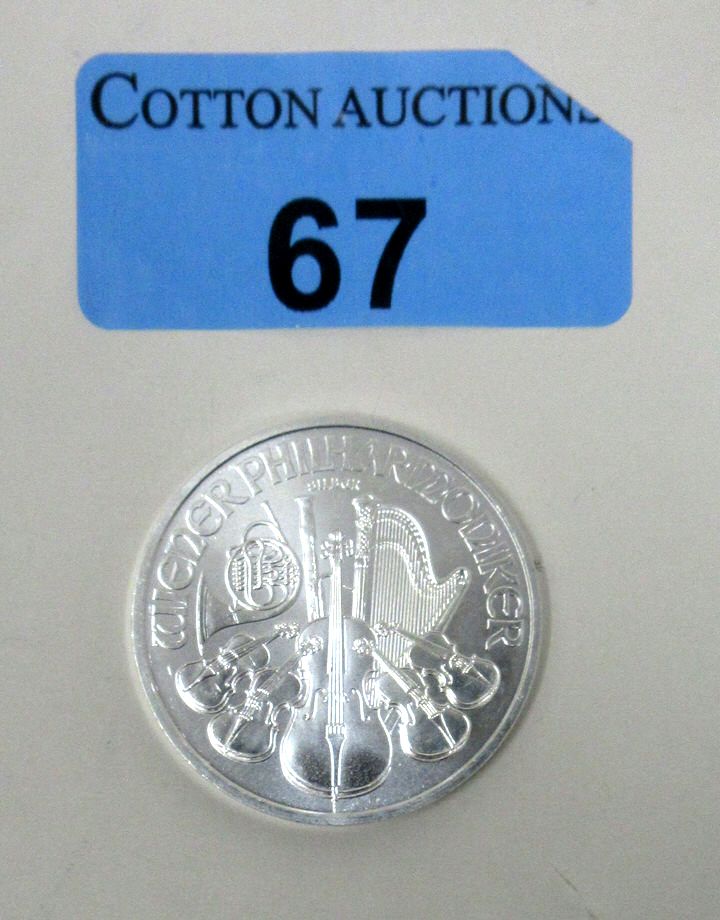 COTTON AUCTIONS
67
WIENER PHILHARMONIKER
SILBER